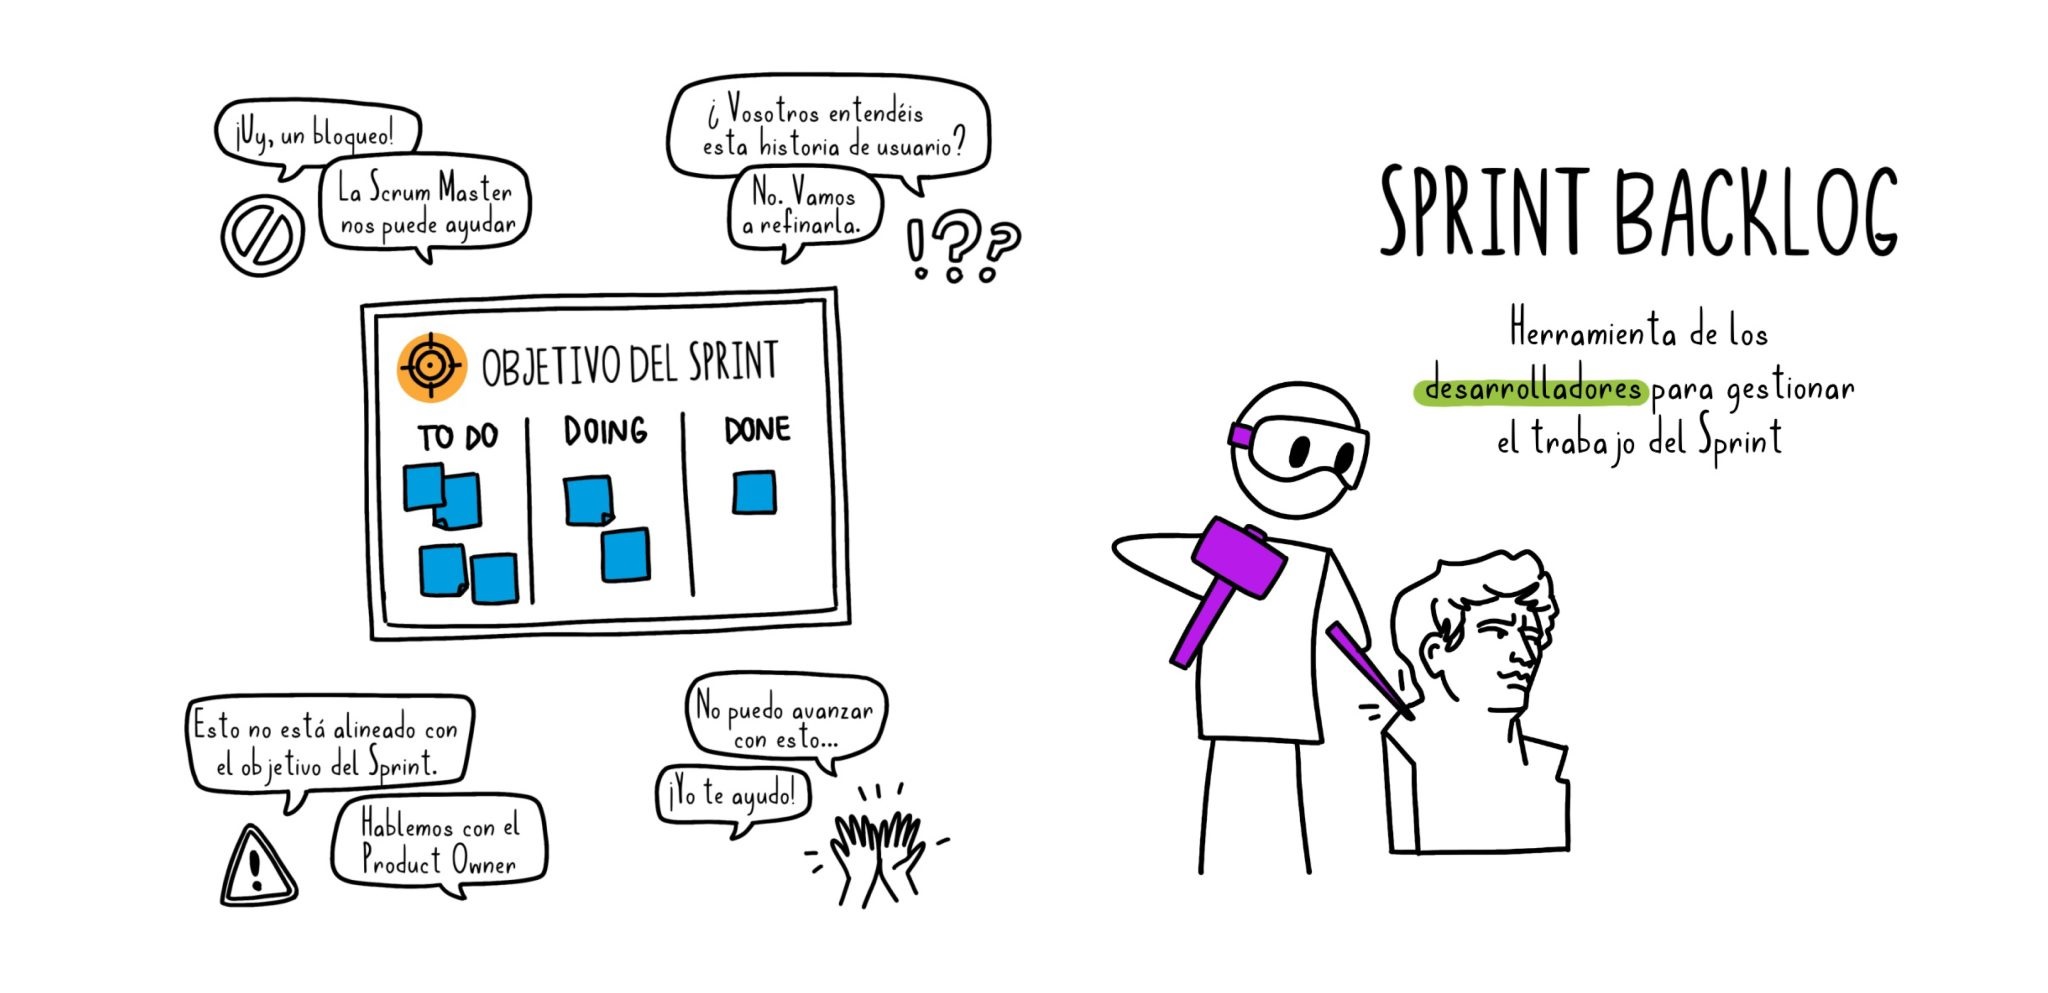 ¡Uy, un bloqueo!
La Scrum Master
nos puede ayudar
¿Vosotros entendéis
esta historia de usuario?
No. Vamos
a refinarla.
OBJETIVO DEL SPRINT
TO DO
DOING
DONE
Esto no está alineado con
el objetivo del Sprint.
Hablemos con el
Product Owner
No puedo avanzar
con esto...
¡Yo te ayudo!
SPRINT BACKLOG
Herramienta de los
desarrolladores para gestionar
el trabajo del Sprint